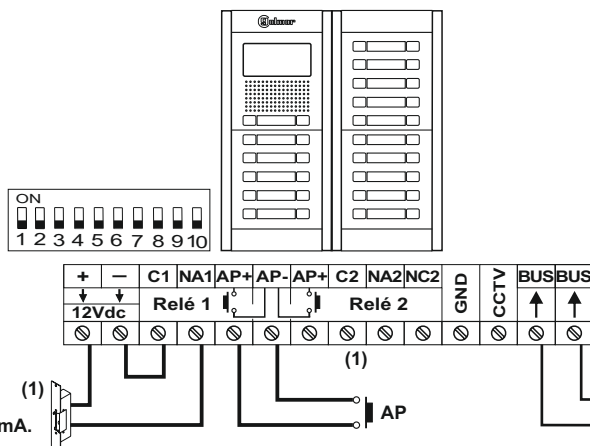 Golmar
ON
1 2 3 4 5 6 7 8 9 10
+ – C1 NA1 AP+ AP- AP+ C2 NA2 NC2 GND CCTV BUS BUS
12Vdc Relé 1 Relé 2
(1)
(1)
AP
mA.